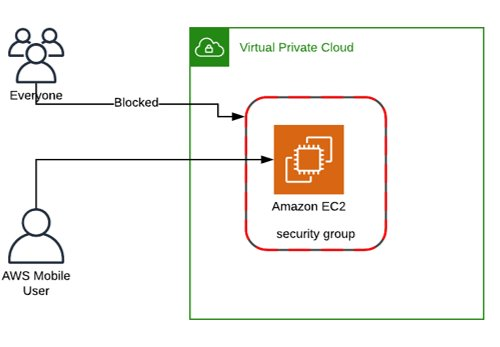 Virtual Private Cloud
Everyone
Blocked
Amazon EC2
security group
AWS Mobile
User